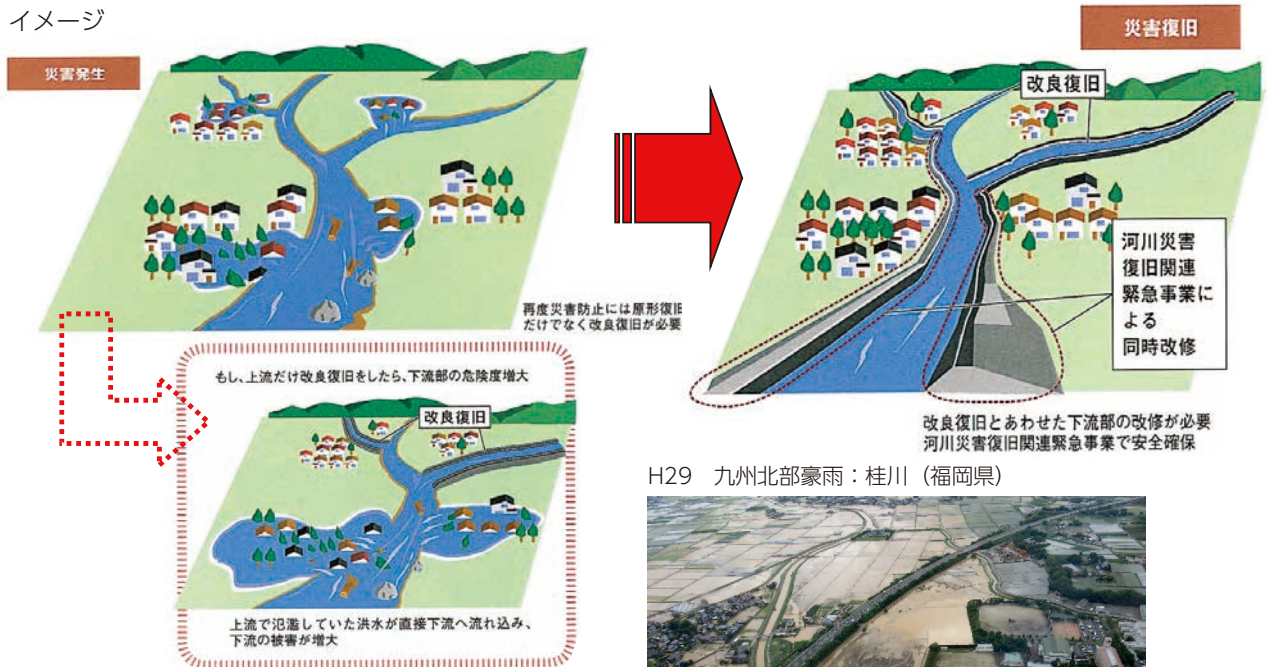 イメージ
災害発生
再度災害防止には原形復旧
だけでなく改良復旧が必要
もし、上流だけ改良復旧をしたら、下流部の危険度増大
改良復旧
上流で氾濫していた洪水が直接下流へ流れ込み、
下流の被害が増大
災害復旧
改良復旧
河川災害
復旧関連
緊急事業に
よる
同時改修
改良復旧とあわせた下流部の改修が必要
河川災害復旧関連緊急事業で安全確保
H29 九州北部豪雨：桂川（福岡県）